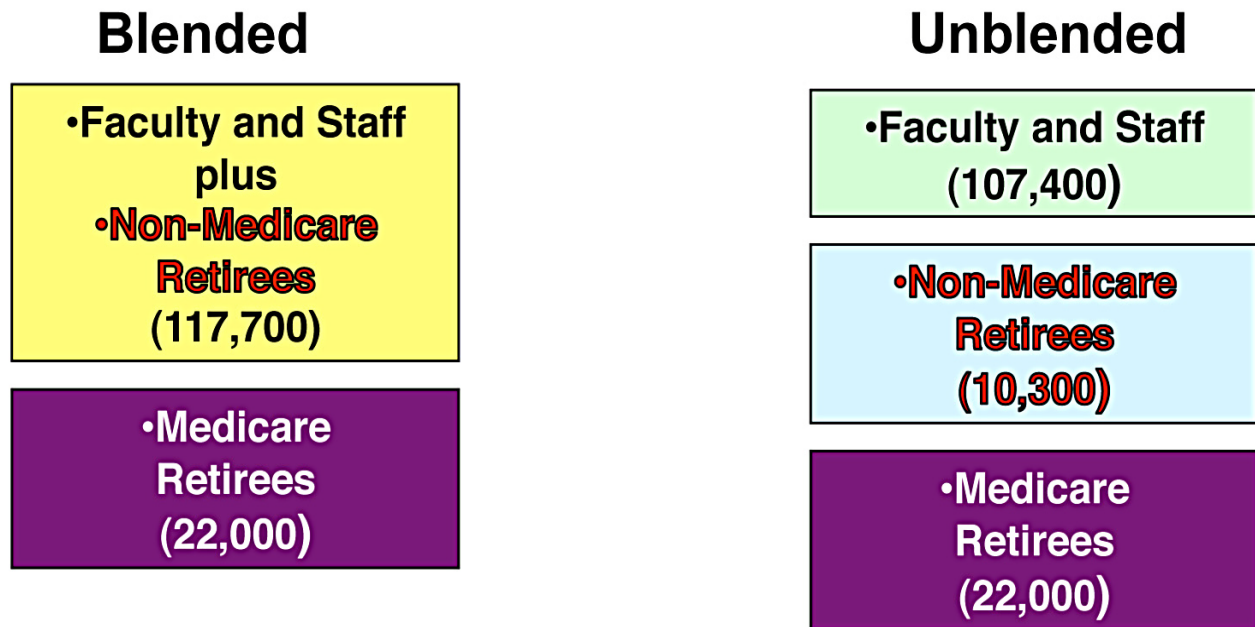 Blended
•Faculty and Staff
plus
•Non-Medicare
Retirees
(117,700)
•Medicare
Retirees
(22,000)
Unblended
•Faculty and Staff
(107,400)
•Non-Medicare
Retirees
(10,300)
•Medicare
Retirees
(22,000)